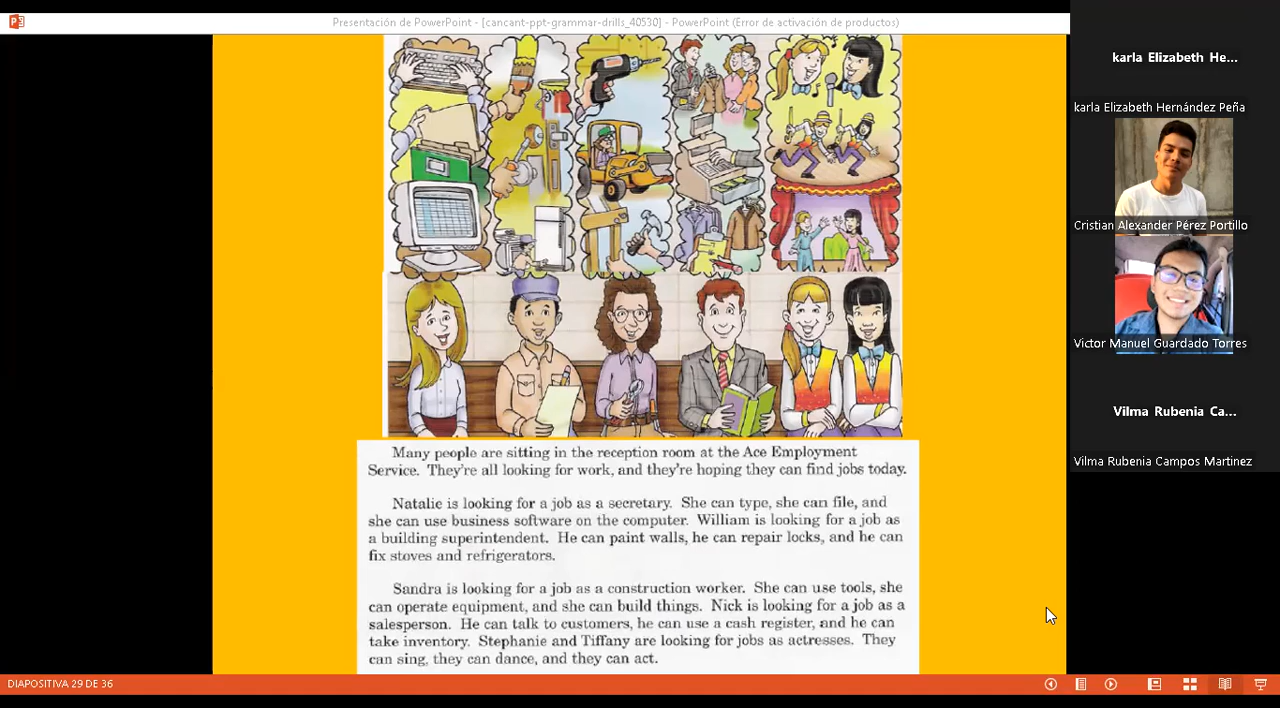 Presentación de PowerPoint - [cancant-ppt-grammar-drills_40530] - PowerPoint (Error de activación de productos)
karla Elizabeth He...
karla Elizabeth Hernández Peña
Cristian Alexander Pérez Portillo
Victor Manuel Guardado Torres
Vilma Rubenia Ca...
Vilma Rubenia Campos Martinez
Many people are sitting in the reception room at the Ace Employment
Service. They're all looking for work, and they're hoping they can find jobs today.
Natalie is looking for a job as a secretary. She can type, she can file, and
she can use business software on the computer. William is looking for a job as
a building superintendent. He can paint walls, he can repair locks, and he can
fix stoves and refrigerators.
Sandra is looking for a job as a construction worker. She can use tools, she
can operate equipment, and she can build things. Nick is looking for a job as a
salesperson. He can talk to customers, he can use a cash register, and he can
take inventory. Stephanie and Tiffany are looking for jobs as actresses. They
can sing, they can dance, and they can act.
DIAPOSITIVA 29 DE 36